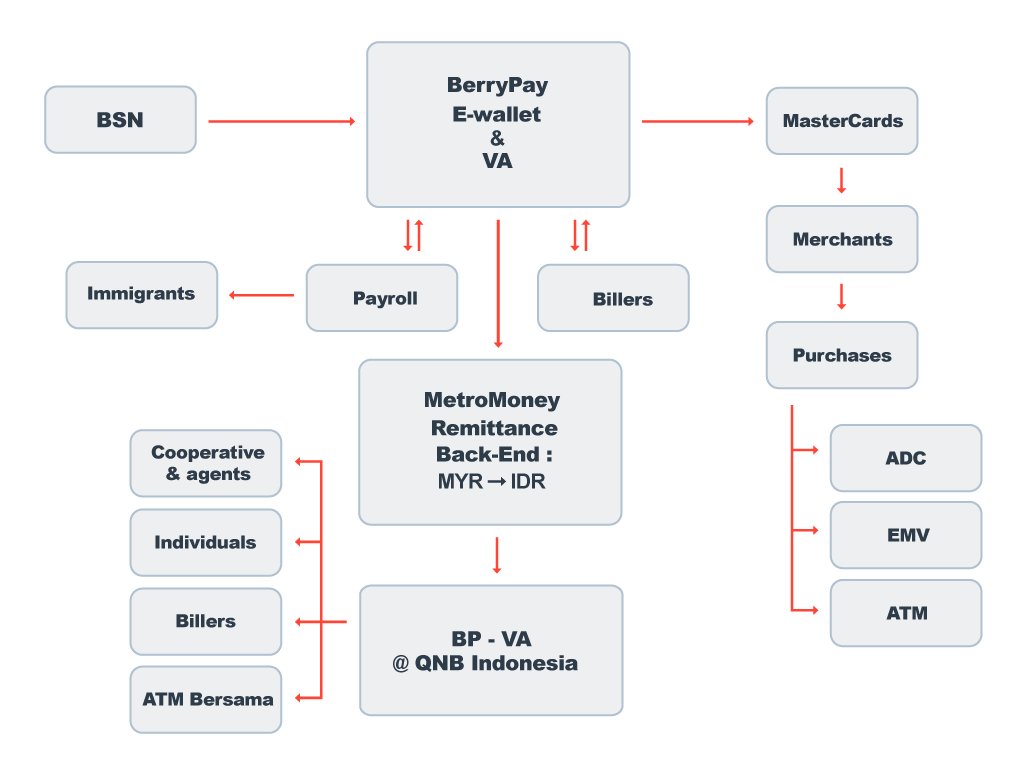 BerryPay
E-wallet
&
VA
BSN
MasterCards
Merchants
Immigrants
Payroll
Billers
Purchases
MetroMoney
Remittance
Back-End :
MYR → IDR
Cooperative
& agents
ADC
Individuals
EMV
Billers
ATM
BP - VA
@ QNB Indonesia
ATM Bersama